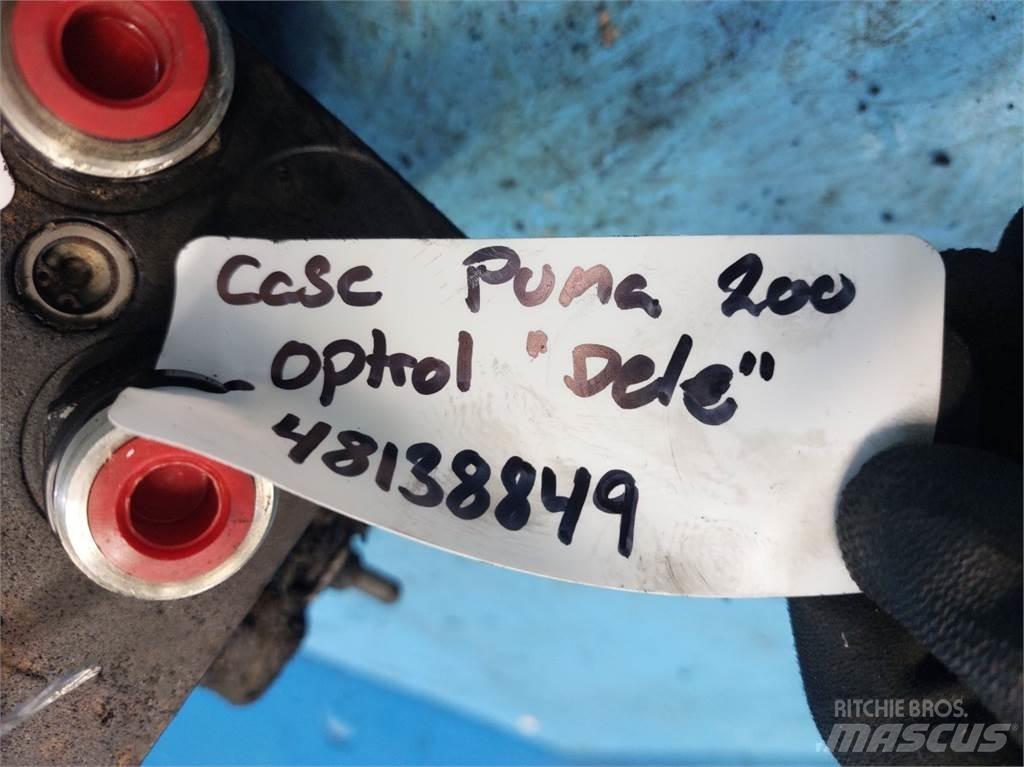 Case Puma 200
optrol "Dele"
48138849
RITCHIE BROS.
MASCUS